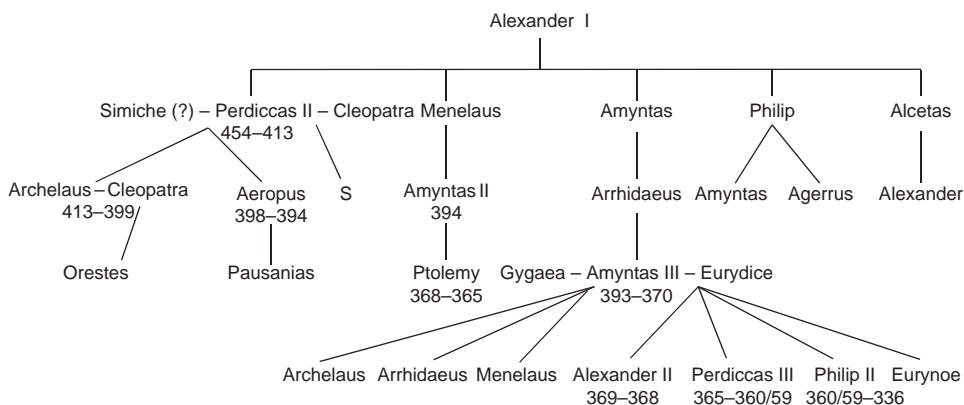 Alexander I
Simiche (?) – Perdiccas II – Cleopatra Menelaus Amyntas Philip Alcetas
454–413
Archelaus – Cleopatra Aeropus S Amyntas II Arrhidaeus Amyntas Agerrus Alexander
413–399 398–394 394
Orestes Pausanias Ptolemy Gygaea – Amyntas III – Eurydice
368–365 393–370
Archelaus Arrhidaeus Menelaus Alexander II Perdiccas III Philip II Eurynoe
369–368 365–360/59 360/59–336